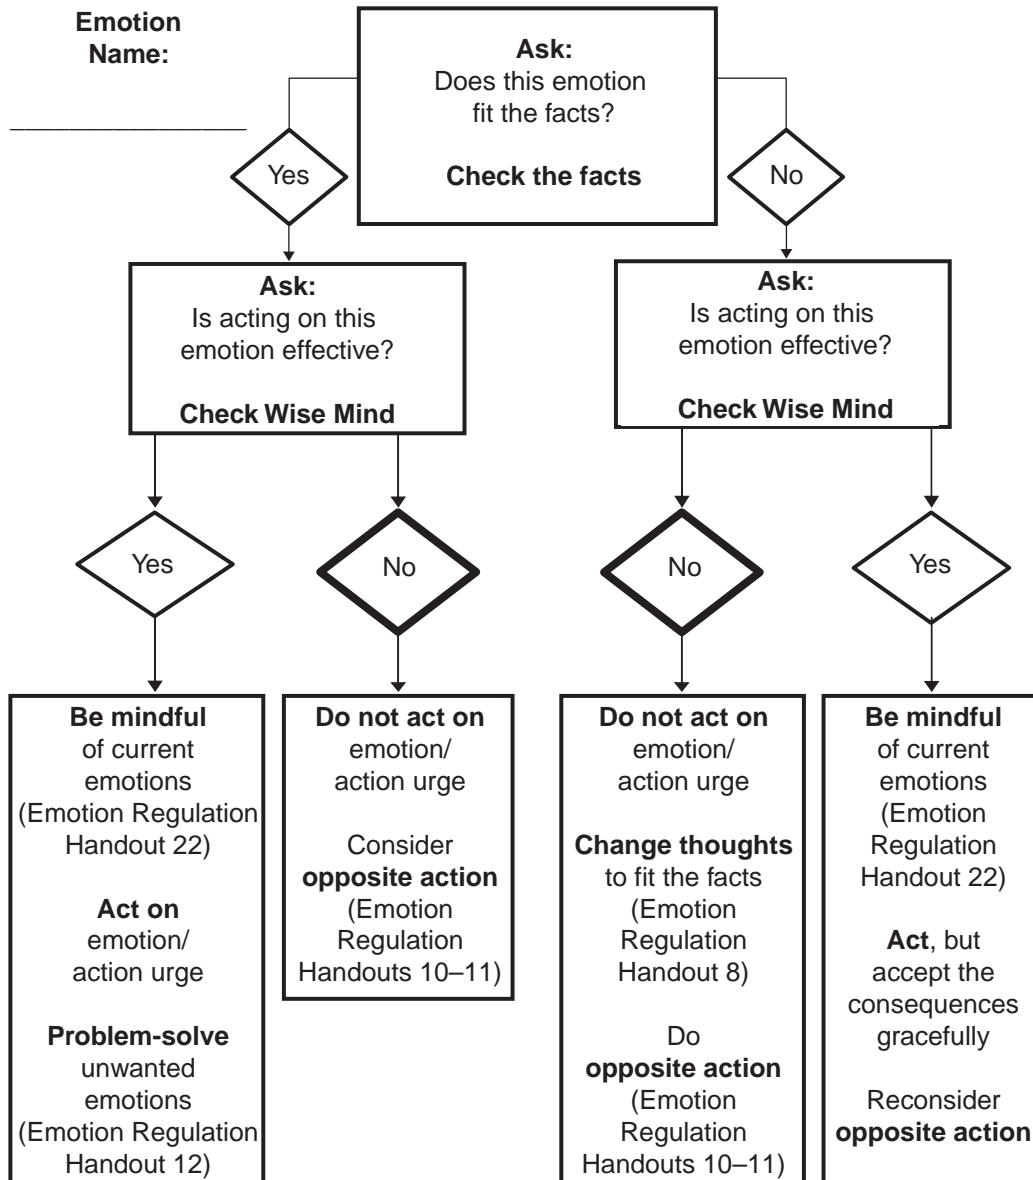 Emotion
Name:
Ask:
Does this emotion
fit the facts?
Check the facts
Yes
No
Ask:
Is acting on this
emotion effective?
Check Wise Mind
Ask:
Is acting on this
emotion effective?
Check Wise Mind
Yes
No
No
Yes
Be mindful
of current
emotions
(Emotion Regulation
Handout 22)
Act on
emotion/
action urge
Problem-solve
unwanted
emotions
(Emotion Regulation
Handout 12)
Do not act on
emotion/
action urge
Consider
opposite action
(Emotion
Regulation
Handouts 10–11)
Do not act on
emotion/
action urge
Change thoughts
to fit the facts
(Emotion
Regulation
Handout 8)
Do
opposite action
(Emotion
Regulation
Handouts 10–11)
Be mindful
of current
emotions
(Emotion
Regulation
Handout 22)
Act, but
accept the
consequences
gracefully
Reconsider
opposite action